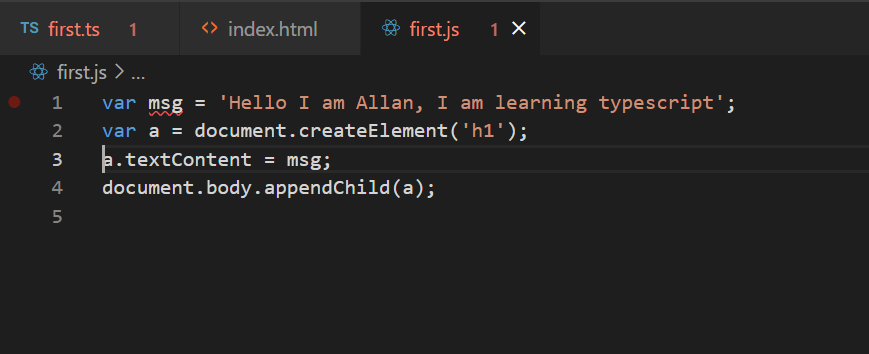 TS first.ts 1 <> index.html first.js 1
first.js > ...
1 var msg = 'Hello I am Allan, I am learning typescript';
2 var a = document.createElement('h1');
3 a.textContent = msg;
4 document.body.appendChild(a);
5